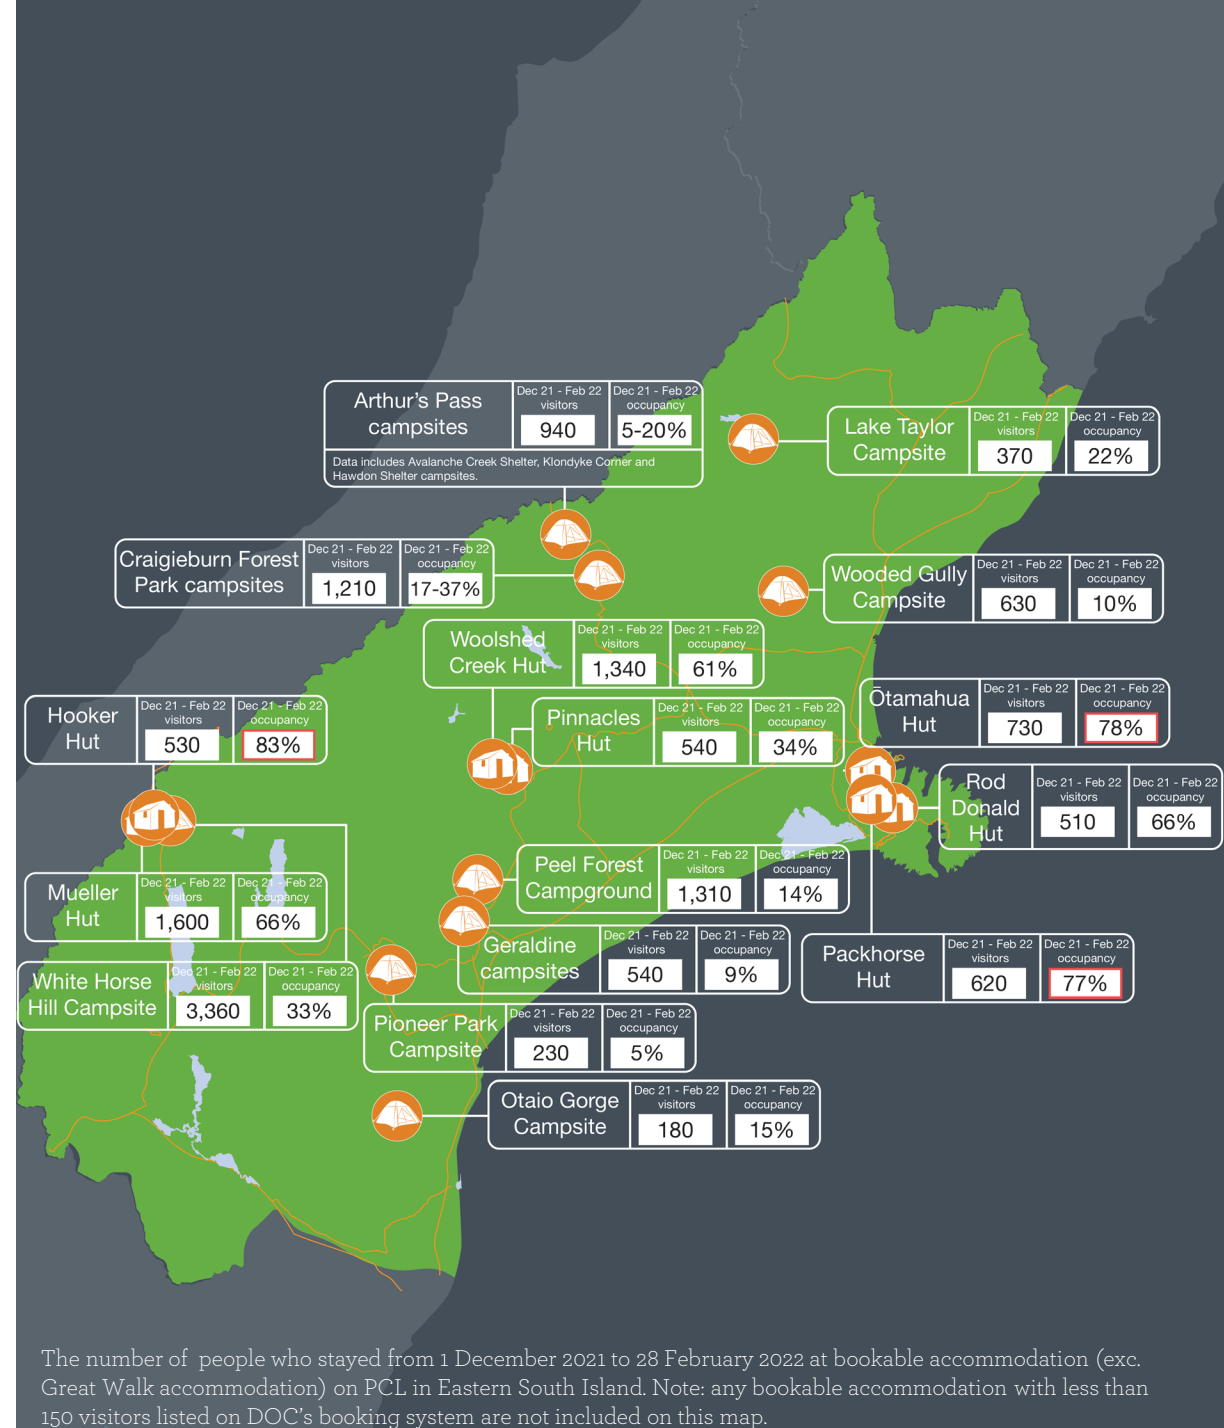 Arthur's Pass
campsites
Dec 21 - Feb 22
visitors
940
Dec 21 - Feb 22
occupancy
5-20%
Data includes Avalanche Creek Shelter, Klondyke Corner and
Hawdon Shelter campsites.
Lake Taylor
Campsite
Dec 21 - Feb 22
visitors
370
Dec 21 - Feb 22
occupancy
22%
Craigieburn Forest
Park campsites
Dec 21 - Feb 22
visitors
1,210
Dec 21 - Feb 22
occupancy
17-37%
Wooded Gully
Campsite
Dec 21 - Feb 22
visitors
630
Dec 21 - Feb 22
occupancy
10%
Woolshed
Creek Hut
Dec 21 - Feb 22
visitors
1,340
Dec 21 - Feb 22
occupancy
61%
Hooker
Hut
Dec 21 - Feb 22
visitors
530
Dec 21 - Feb 22
occupancy
83%
Pinnacles
Hut
Dec 21 - Feb 22
visitors
540
Dec 21 - Feb 22
occupancy
34%
Ōtamahua
Hut
Dec 21 - Feb 22
visitors
730
Dec 21 - Feb 22
occupancy
78%
Rod
Donald
Hut
Dec 21 - Feb 22
visitors
510
Dec 21 - Feb 22
occupancy
66%
Mueller
Hut
Dec 21 - Feb 22
visitors
1,600
Dec 21 - Feb 22
occupancy
66%
Peel Forest
Campground
Dec 21 - Feb 22
visitors
1,310
Dec 21 - Feb 22
occupancy
14%
Geraldine
campsites
Dec 21 - Feb 22
visitors
540
Dec 21 - Feb 22
occupancy
9%
Packhorse
Hut
Dec 21 - Feb 22
visitors
620
Dec 21 - Feb 22
occupancy
77%
White Horse
Hill Campsite
Dec 21 - Feb 22
visitors
3,360
Dec 21 - Feb 22
occupancy
33%
Pioneer Park
Campsite
Dec 21 - Feb 22
visitors
230
Dec 21 - Feb 22
occupancy
5%
Otaio Gorge
Campsite
Dec 21 - Feb 22
visitors
180
Dec 21 - Feb 22
occupancy
15%
The number of people who stayed from 1 December 2021 to 28 February 2022 at bookable accommodation (exc.
Great Walk accommodation) on PCL in Eastern South Island. Note: any bookable accommodation with less than
150 visitors listed on DOC's booking system are not included on this map.